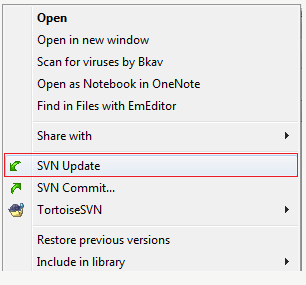 Open
Open in new window
Scan for viruses by Bkav
Open as Notebook in OneNote
Find in Files with EmEditor
Share with
SVN Update
SVN Commit...
TortoiseSVN
Restore previous versions
Include in library